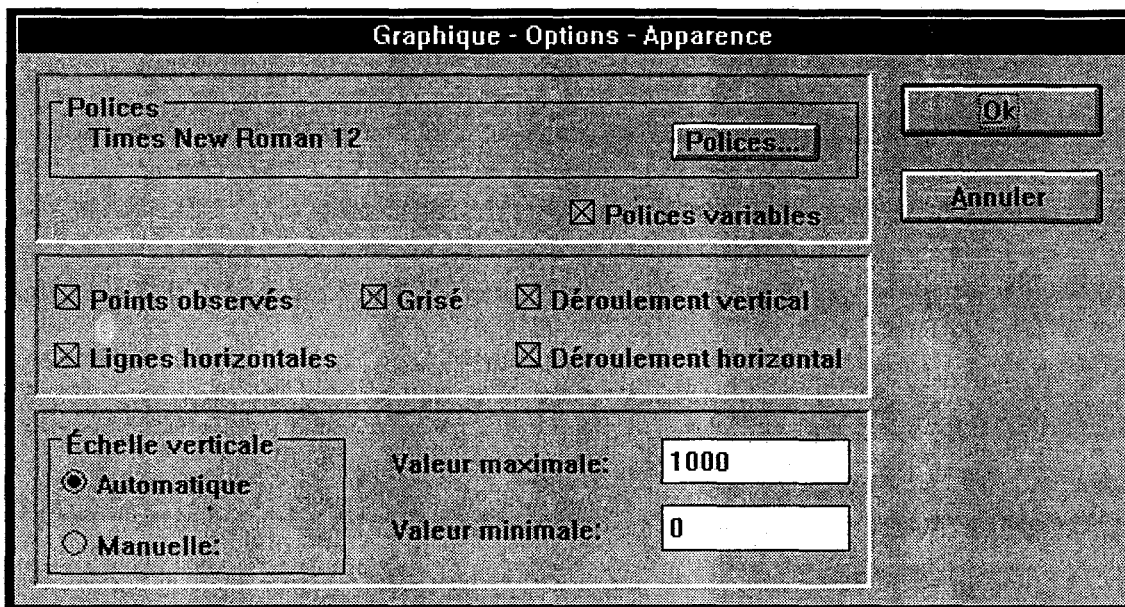 Graphique - Options - Apparence
Polices
Times New Roman 12
Polices...
Polices variables
Ok
Annuler
Points observés
Grisé
Déroulement vertical
Lignes horizontales
Déroulement horizontal
Échelle verticale
Automatique
Manuelle:
Valeur maximale:
1000
Valeur minimale:
0